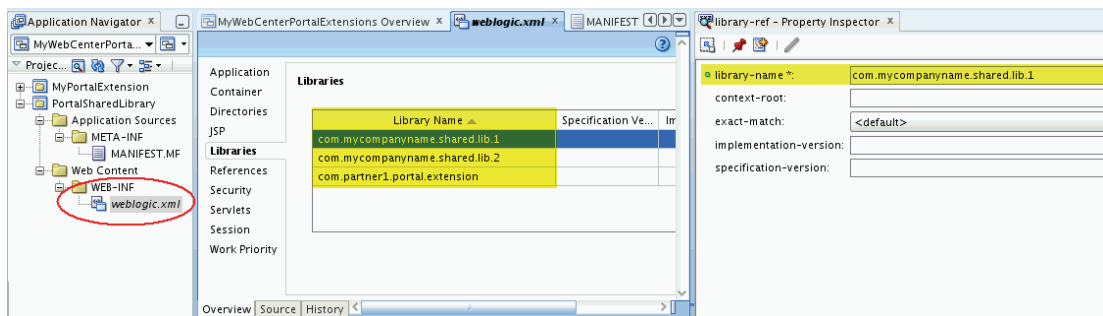 Application Navigator x
MyWebCenterPorta...
Projec...
MyPortalExtension
PortalSharedLibrary
Application Sources
META-INF
MANIFEST.MF
Web Content
WEB-INF
weblogic.xml
MyWebCenterPortalExtensions Overview x
weblogic.xml x
MANIFEST
Application
Container
Directories
JSP
Libraries
References
Security
Servlets
Session
Work Priority
Libraries
Library Name Specification Ve... Im
com.mycompanyname.shared.lib.1
com.mycompanyname.shared.lib.2
com.partner1.portal.extension
Overview Source History
library-ref - Property Inspector x
library-name *: com.mycompanyname.shared.lib.1
context-root:
exact-match: <default>
implementation-version:
specification-version: